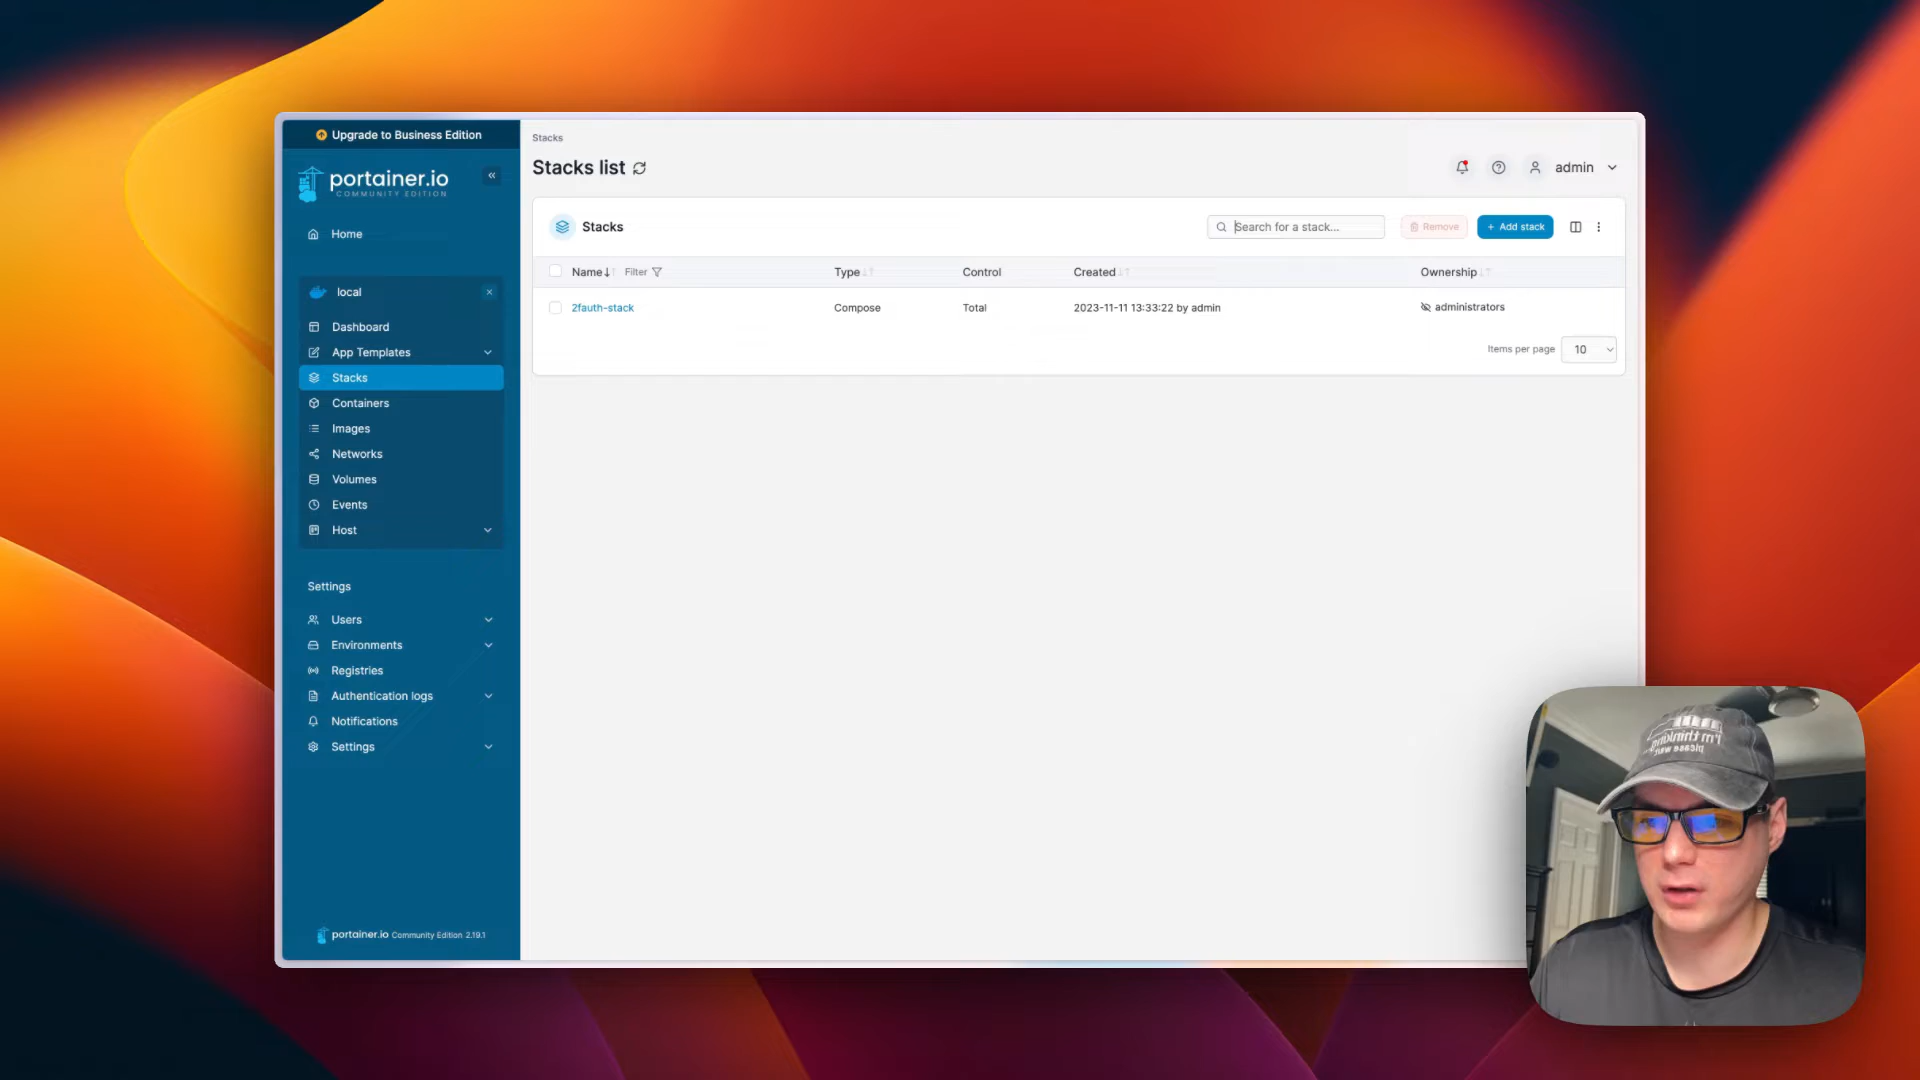 Upgrade to Business Edition
portainer.io
COMMUNITY EDITION
Home
local
Dashboard
App Templates
Stacks
Containers
Images
Networks
Volumes
Events
Host
Settings
Users
Environments
Registries
Authentication logs
Notifications
Settings
portainer.io Community Edition 2.19.1
Stacks
Stacks list
admin
Stacks
Search for a stack...
Remove
+ Add stack
Name Filter Type Control Created Ownership
2fauth-stack Compose Total 2023-11-11 13:33:22 by admin administrators
Items per page 10
I'm thinking
please wait